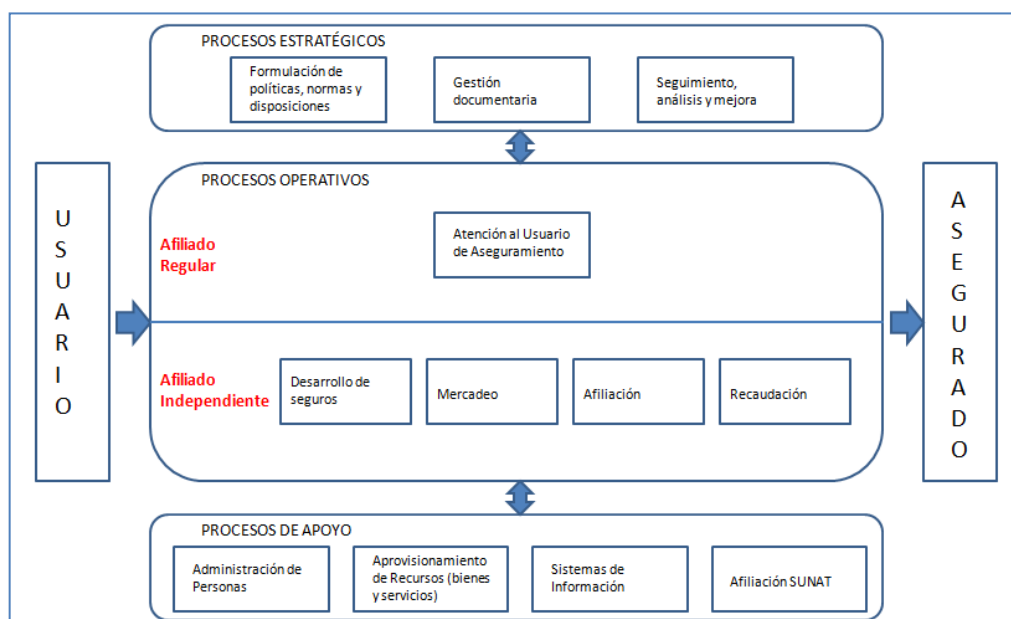 PROCESOS ESTRATÉGICOS
Formulación de
políticas, normas y
disposiciones
Gestión
documentaria
Seguimiento,
análisis y mejora
USUARIO
PROCESOS OPERATIVOS
Afiliado
Regular
Atención al Usuario
de Aseguramiento
Afiliado
Independiente
Desarrollo de
seguros
Mercadeo
Afiliación
Recaudación
ASEGURADO
PROCESOS DE APOYO
Administración de
Personas
Aprovisionamiento
de Recursos (bienes
y servicios)
Sistemas de
Información
Afiliación SUNAT